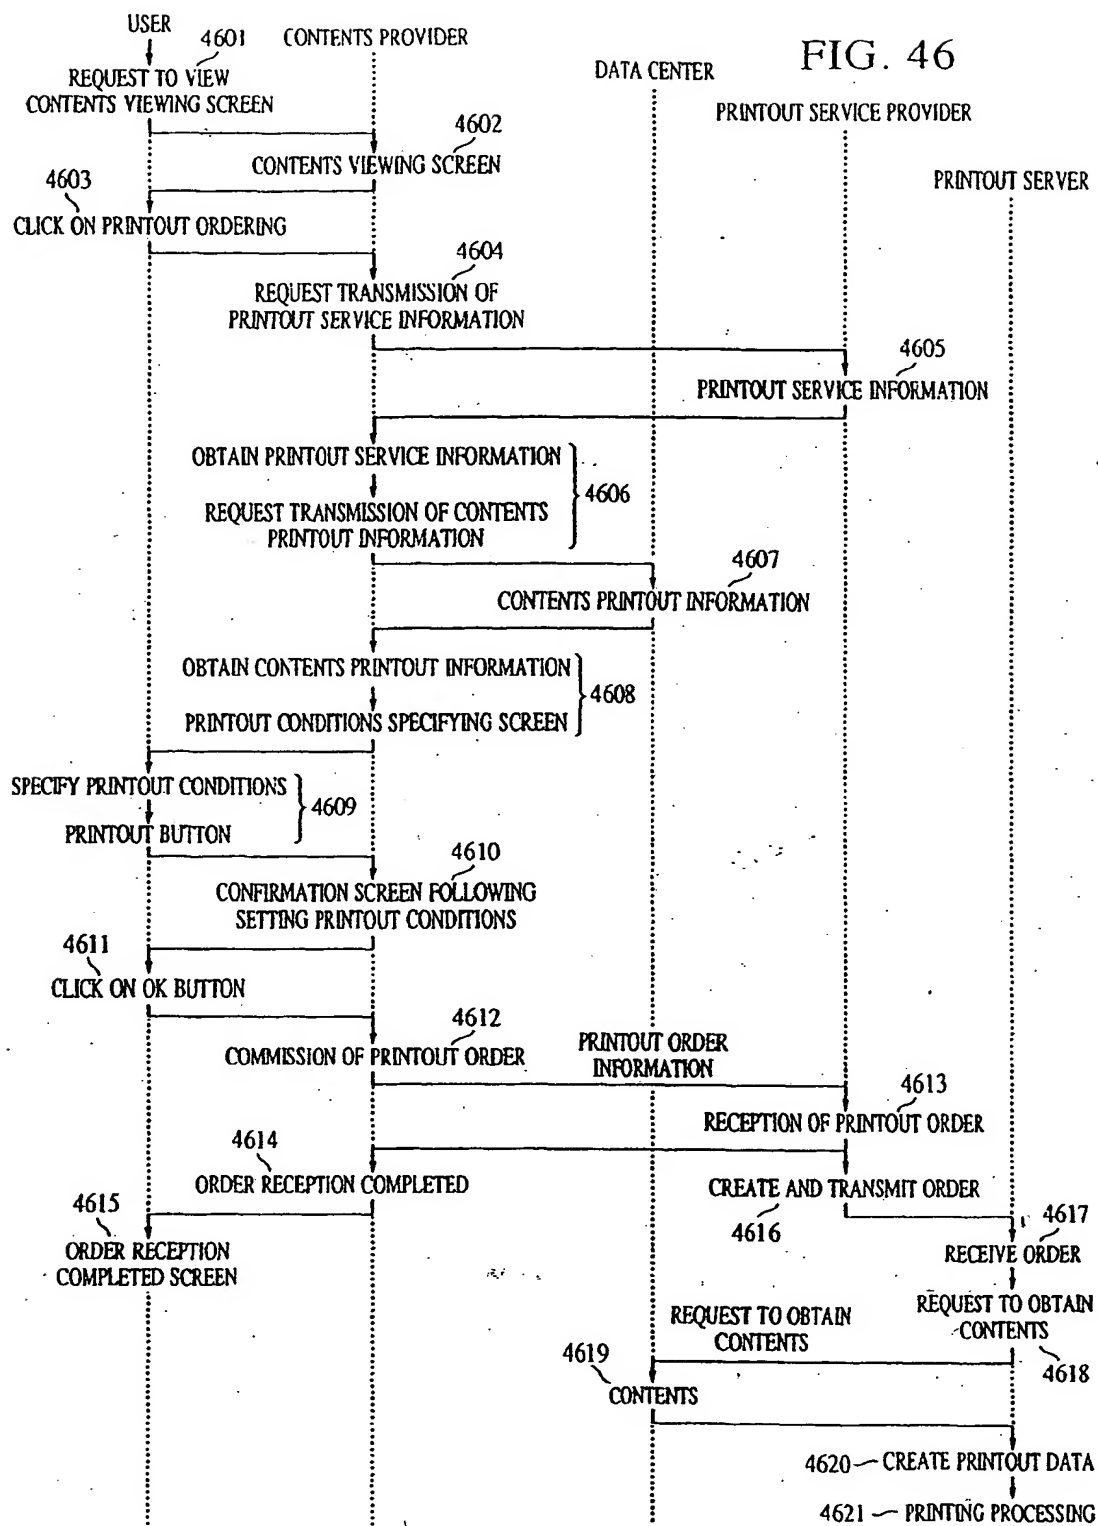 USER
4601
CONTENTS PROVIDER
FIG. 46
REQUEST TO VIEW
CONTENTS VIEWING SCREEN
DATA CENTER
PRINTOUT SERVICE PROVIDER
4602
CONTENTS VIEWING SCREEN
4603
PRINTOUT SERVER
CLICK ON PRINTOUT ORDERING
4604
REQUEST TRANSMISSION OF
PRINTOUT SERVICE INFORMATION
4605
PRINTOUT SERVICE INFORMATION
OBTAIN PRINTOUT SERVICE INFORMATION
4606
REQUEST TRANSMISSION OF CONTENTS
PRINTOUT INFORMATION
4607
CONTENTS PRINTOUT INFORMATION
OBTAIN CONTENTS PRINTOUT INFORMATION
4608
PRINTOUT CONDITIONS SPECIFYING SCREEN
SPECIFY PRINTOUT CONDITIONS
4609
PRINTOUT BUTTON
4610
CONFIRMATION SCREEN FOLLOWING
SETTING PRINTOUT CONDITIONS
4611
CLICK ON OK BUTTON
4612
COMMISSION OF PRINTOUT ORDER
PRINTOUT ORDER
INFORMATION
4613
RECEPTION OF PRINTOUT ORDER
4614
ORDER RECEPTION COMPLETED
CREATE AND TRANSMIT ORDER
4616
4615
ORDER RECEPTION
COMPLETED SCREEN
4617
RECEIVE ORDER
REQUEST TO OBTAIN
CONTENTS
REQUEST TO OBTAIN
CONTENTS
4618
4619
CONTENTS
4620 CREATE PRINTOUT DATA
4621 PRINTING PROCESSING